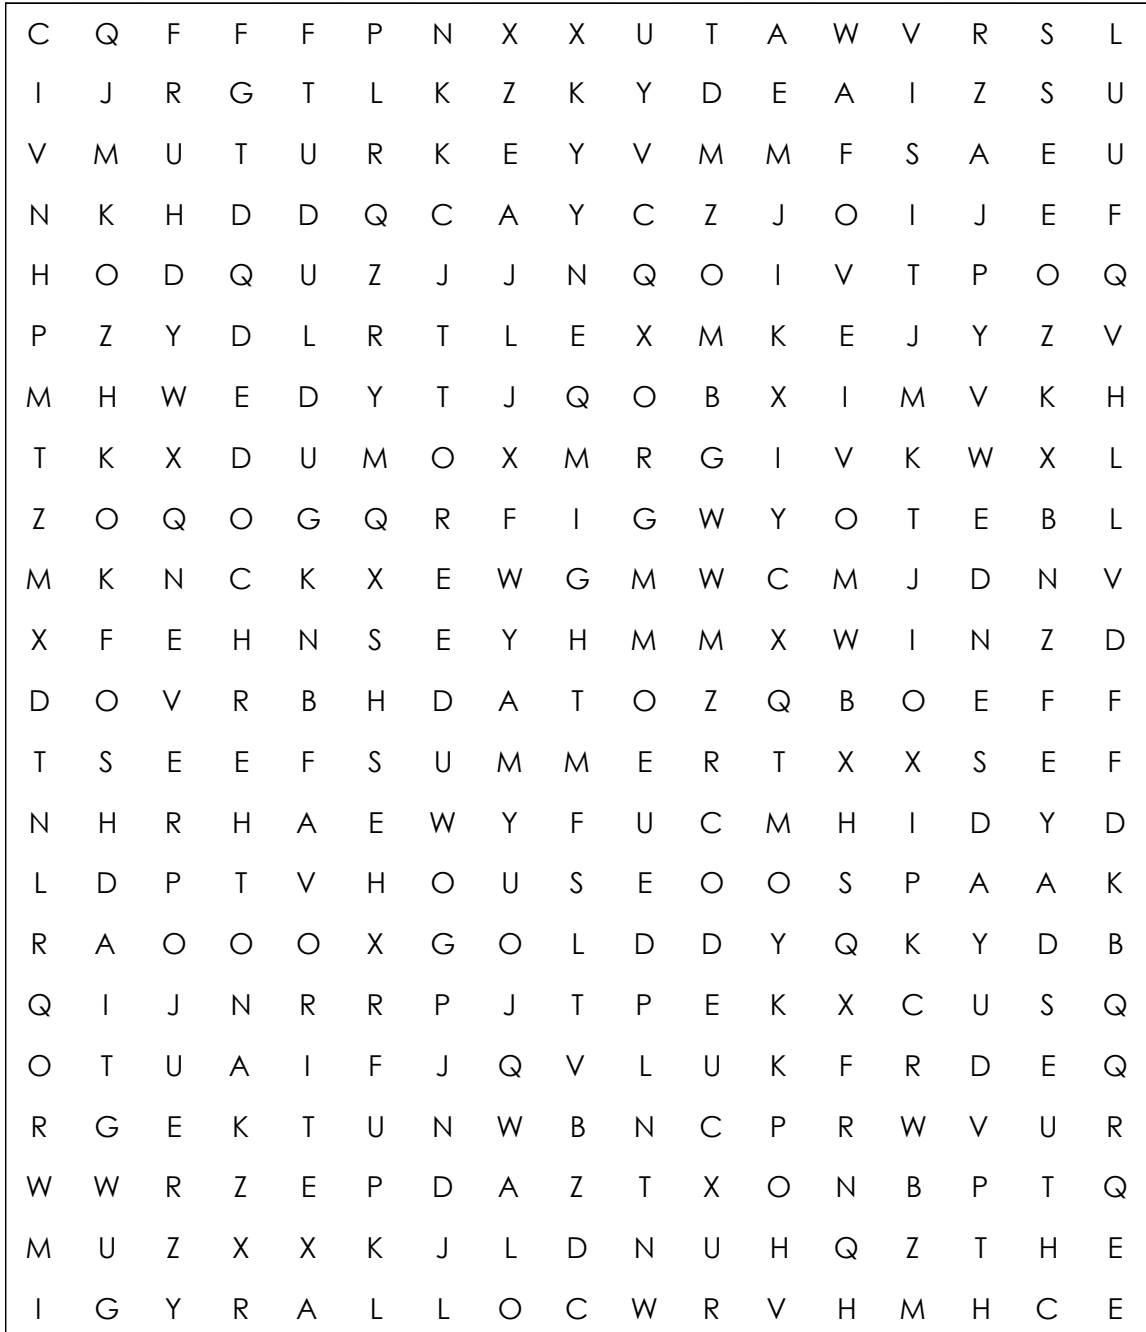 C Q F F F P N X X U T A W V R S L
I J R G T L K Z K Y D E A I Z S U
V M U T U R K E Y V M M F S A E U
N K H D D Q C A Y C Z J O I J E F
H O D Q U Z J J N Q O I V T P O Q
P Z Y D L R T L E X M K E J Y Z V
M H W E D Y T J Q O B X I M V K H
T K X D U M O X M R G I V K W X L
Z O Q O G Q R F I G W Y O T E B L
M K N C K X E W G M W C M J D N V
X F E H N S E Y H M M X W I N Z D
D O V R B H D A T O Z Q B O E F F
T S E E F S U M M E R T X X S E F
N H R H A E W Y F U C M H I D Y D
L D P T V H O U S E O O S P A A K
R A O O O X G O L D D Y Q K Y D B
Q I J N R R P J T P E K X C U S Q
O T U A I F J Q V L U K F R D E Q
R G E K T U N W B N C P R W V U R
W W R Z E P D A Z T X O N B P T Q
M U Z X X K J L D N U H Q Z T H E
I G Y R A L L O C W R V H M H C E